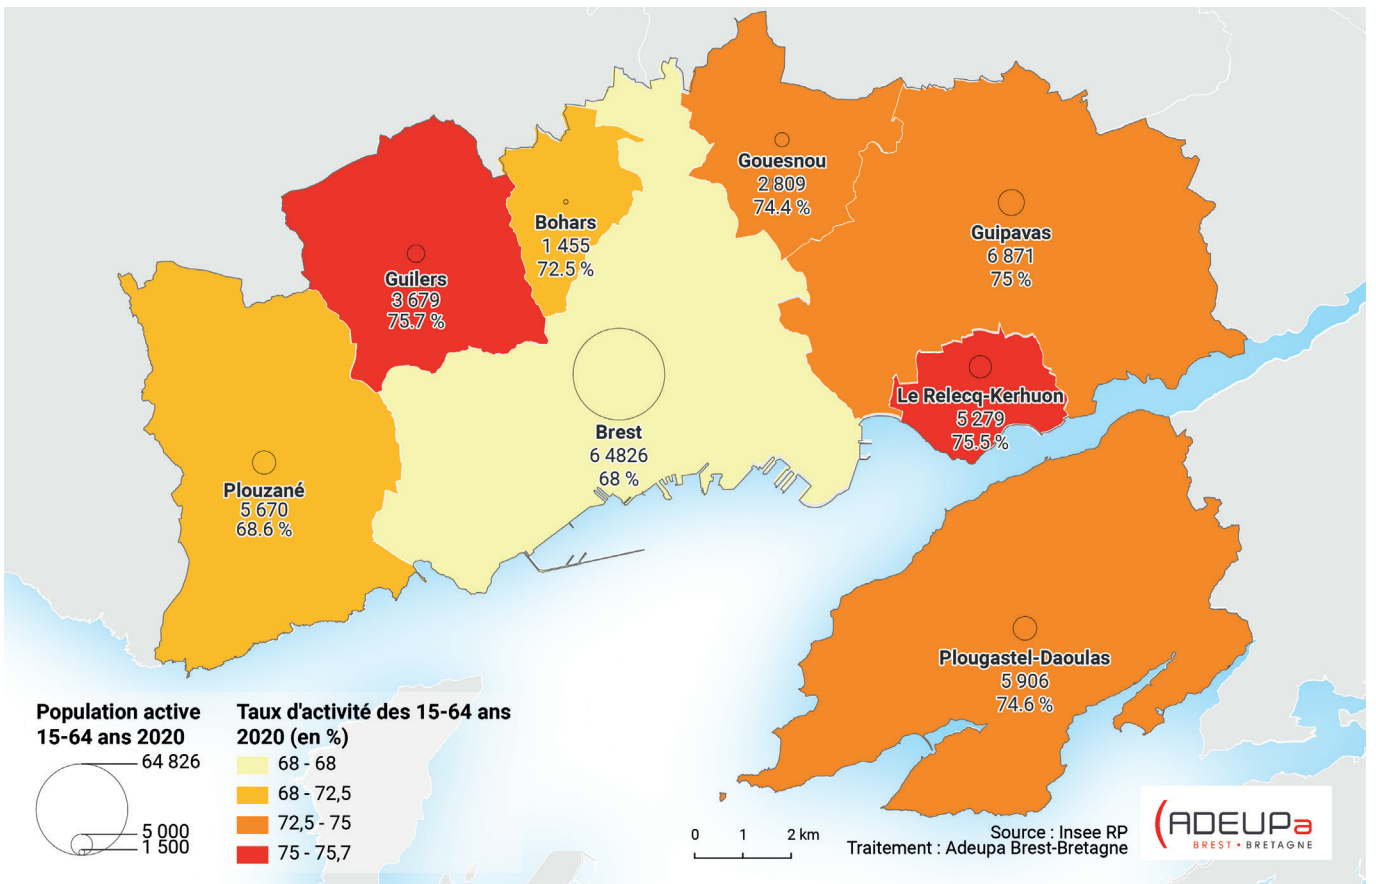 Gouesnou
2 809
74.4 %
Guipavas
6 871
75 %
Bohars
1 455
72.5 %
Guilers
3 679
75.7 %
Le Relecq-Kerhuon
5 279
75.5 %
Brest
6 4826
68 %
Plouzané
5 670
68.6 %
Plougastel-Daoulas
5 906
74.6 %
Population active
15-64 ans 2020
64 826
5 000
1 500
Taux d'activité des 15-64 ans
2020 (en %)
68 - 68
68 - 72,5
72,5 - 75
75 - 75,7
0 1 2 km
Source : Insee RP
Traitement : Adeupa Brest-Bretagne
ADEUPa
BREST • BRETAGNE